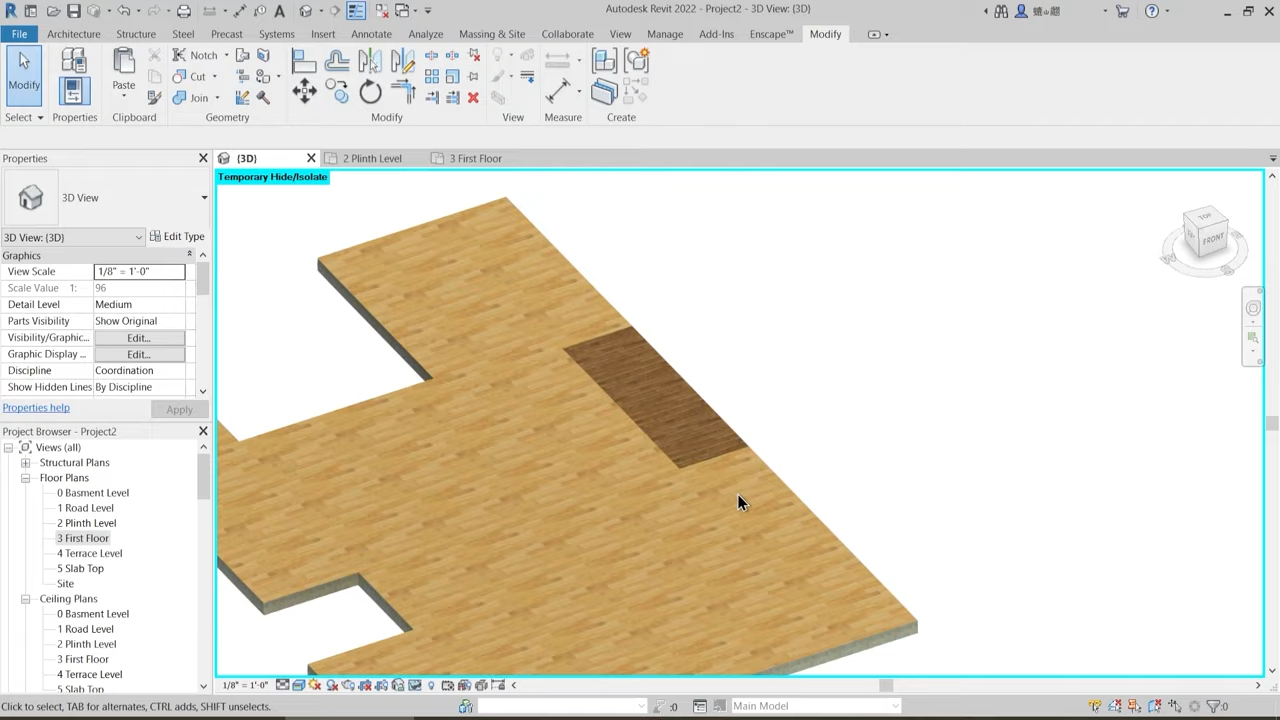 Autodesk Revit 2022 - Project2 - 3D View: {3D}
File Architecture Structure Steel Precast Systems Insert Annotate Analyze Massing & Site Collaborate View Manage Add-Ins Enscape™ Modify
Modify
Paste
Notch
Cut
Join
Select Properties Clipboard Geometry Modify View Measure Create
Properties
{3D} 2 Plinth Level 3 First Floor
Temporary Hide/Isolate
3D View
3D View: {3D} Edit Type
Graphics
View Scale 1/8" = 1'-0"
Scale Value 1: 96
Detail Level Medium
Parts Visibility Show Original
Visibility/Graphic... Edit...
Graphic Display ... Edit...
Discipline Coordination
Show Hidden Lines By Discipline
Properties help Apply
Project Browser - Project2
Views (all)
Structural Plans
Floor Plans
0 Basment Level
1 Road Level
2 Plinth Level
3 First Floor
4 Terrace Level
5 Slab Top
Site
Ceiling Plans
0 Basment Level
1 Road Level
2 Plinth Level
3 First Floor
4 Terrace Level
5 Slab Top
TOP
FRONT
1/8" = 1'-0"
Click to select, TAB for alternates, CTRL adds, SHIFT unselects.
:0
Main Model
:0